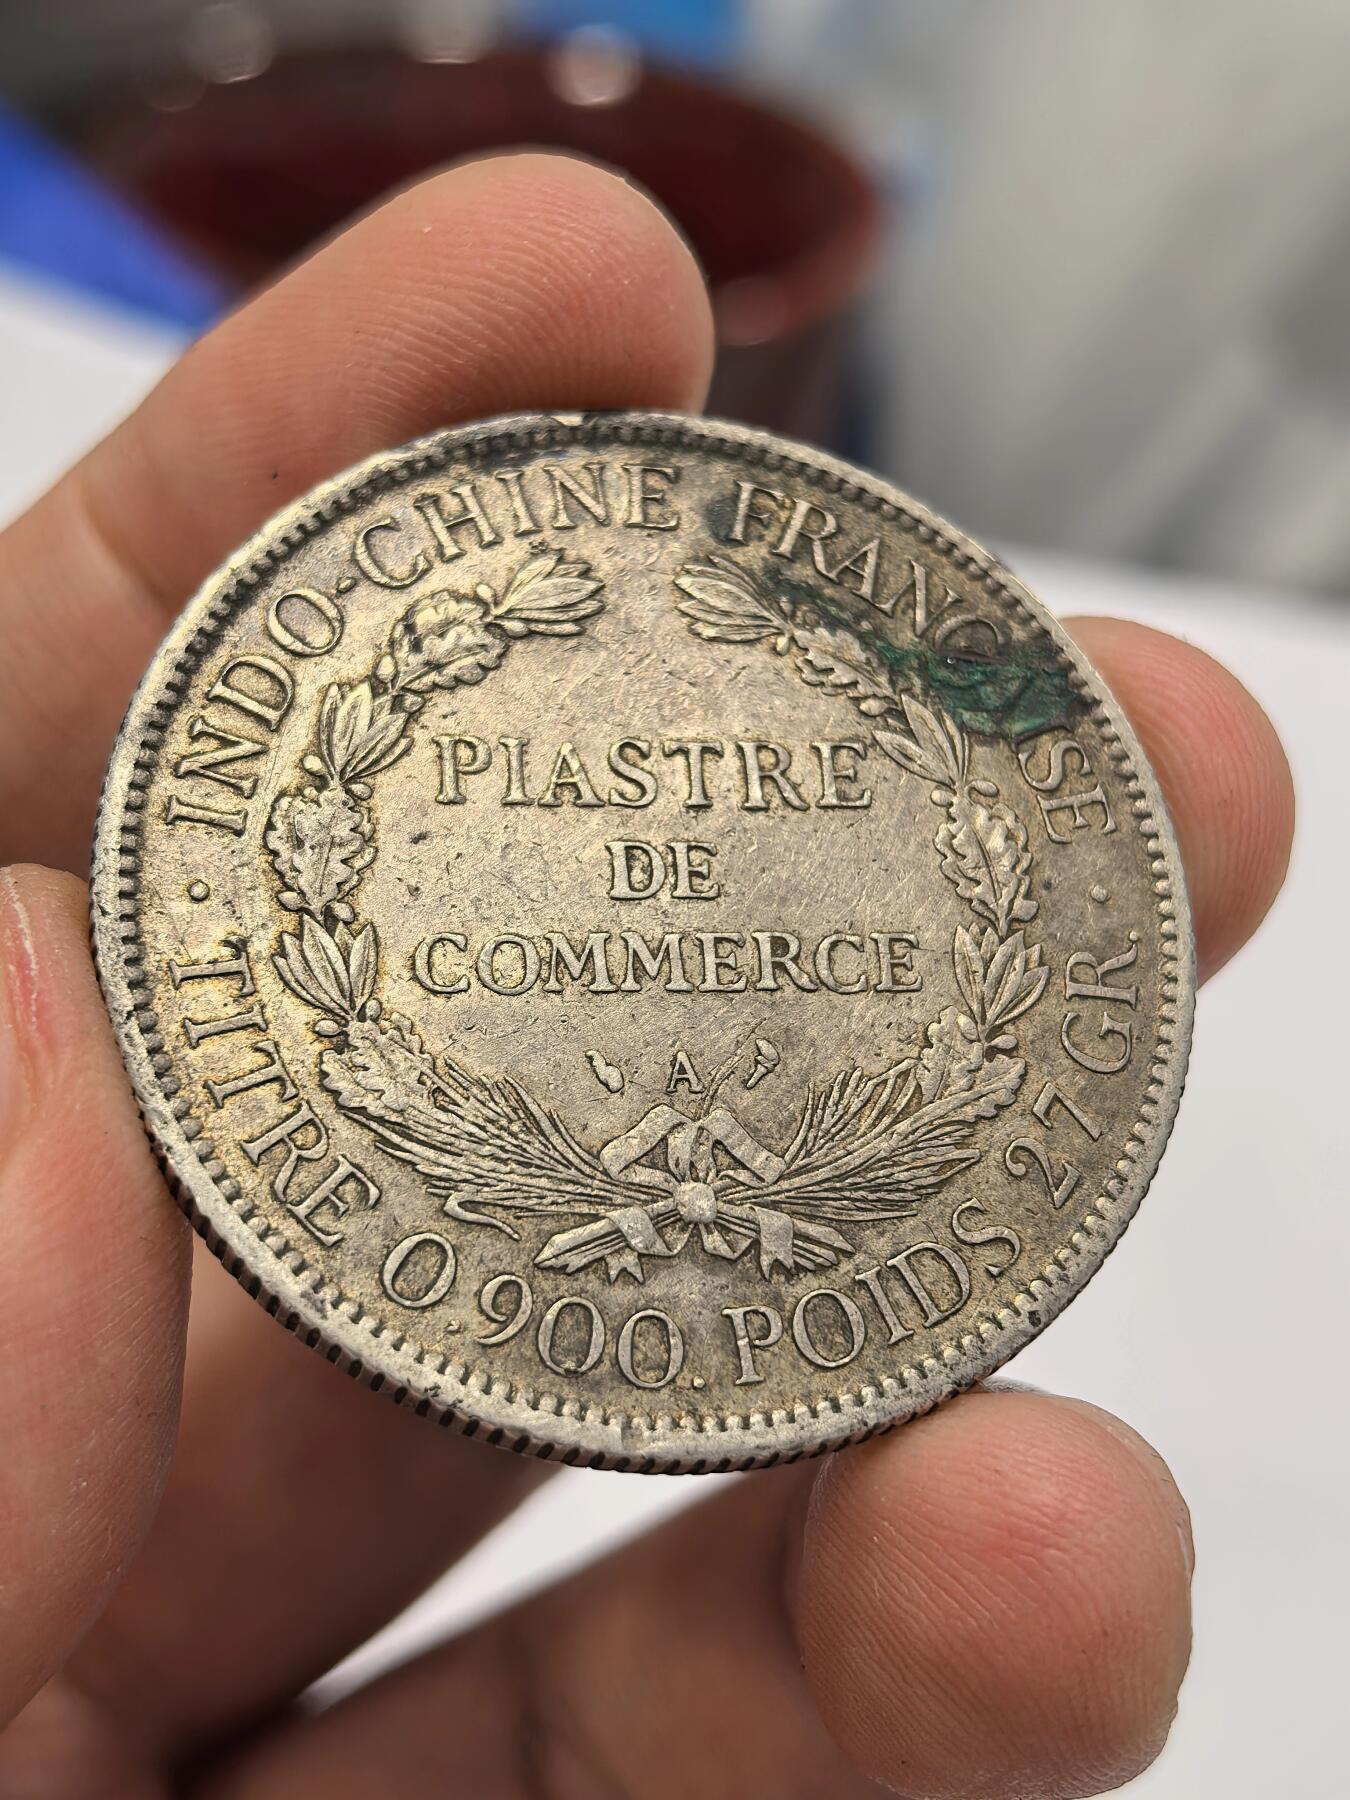 INDO-CHINE FRANÇAISE
PIASTRE
DE
COMMERCE
A
TITRE 0.900. POIDS 27 GR.